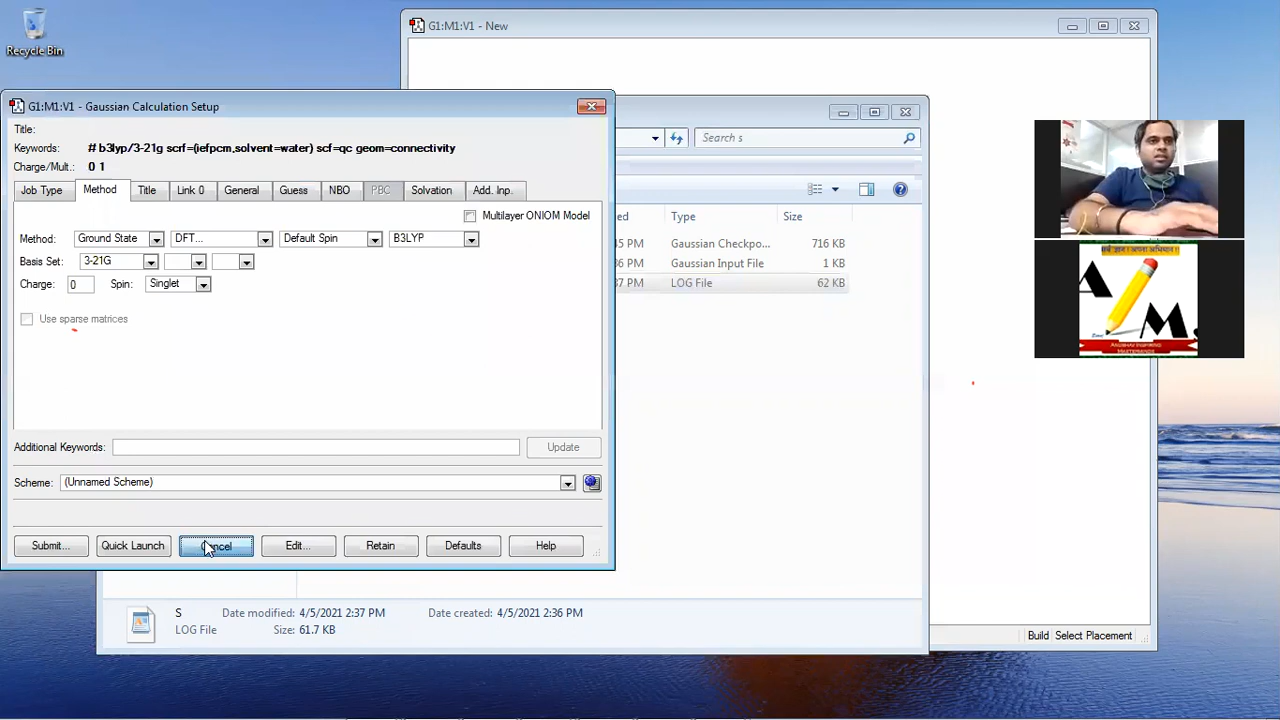 Recycle Bin
G1:M1:V1 - New
G1:M1:V1 - Gaussian Calculation Setup
Title:
Keywords: # b3lyp/3-21g scrf=(iefpcm,solvent=water) scf=qc geom=connectivity
Charge/Mult.: 0 1
Job Type Method Title Link 0 General Guess NBO PBC Solvation Add. Inp.
Multilayer ONIOM Model
Method: Ground State DFT... Default Spin B3LYP
Basis Set: 3-21G
Charge: 0 Spin: Singlet
Use sparse matrices
Additional Keywords: Update
Scheme: (Unnamed Scheme)
Submit... Quick Launch Cancel Edit... Retain Defaults Help
Search s
Type Size
45 PM Gaussian Checkpo... 716 KB
36 PM Gaussian Input File 1 KB
37 PM LOG File 62 KB
S Date modified: 4/5/2021 2:37 PM Date created: 4/5/2021 2:36 PM
LOG File Size: 61.7 KB
Build Select Placement
A M